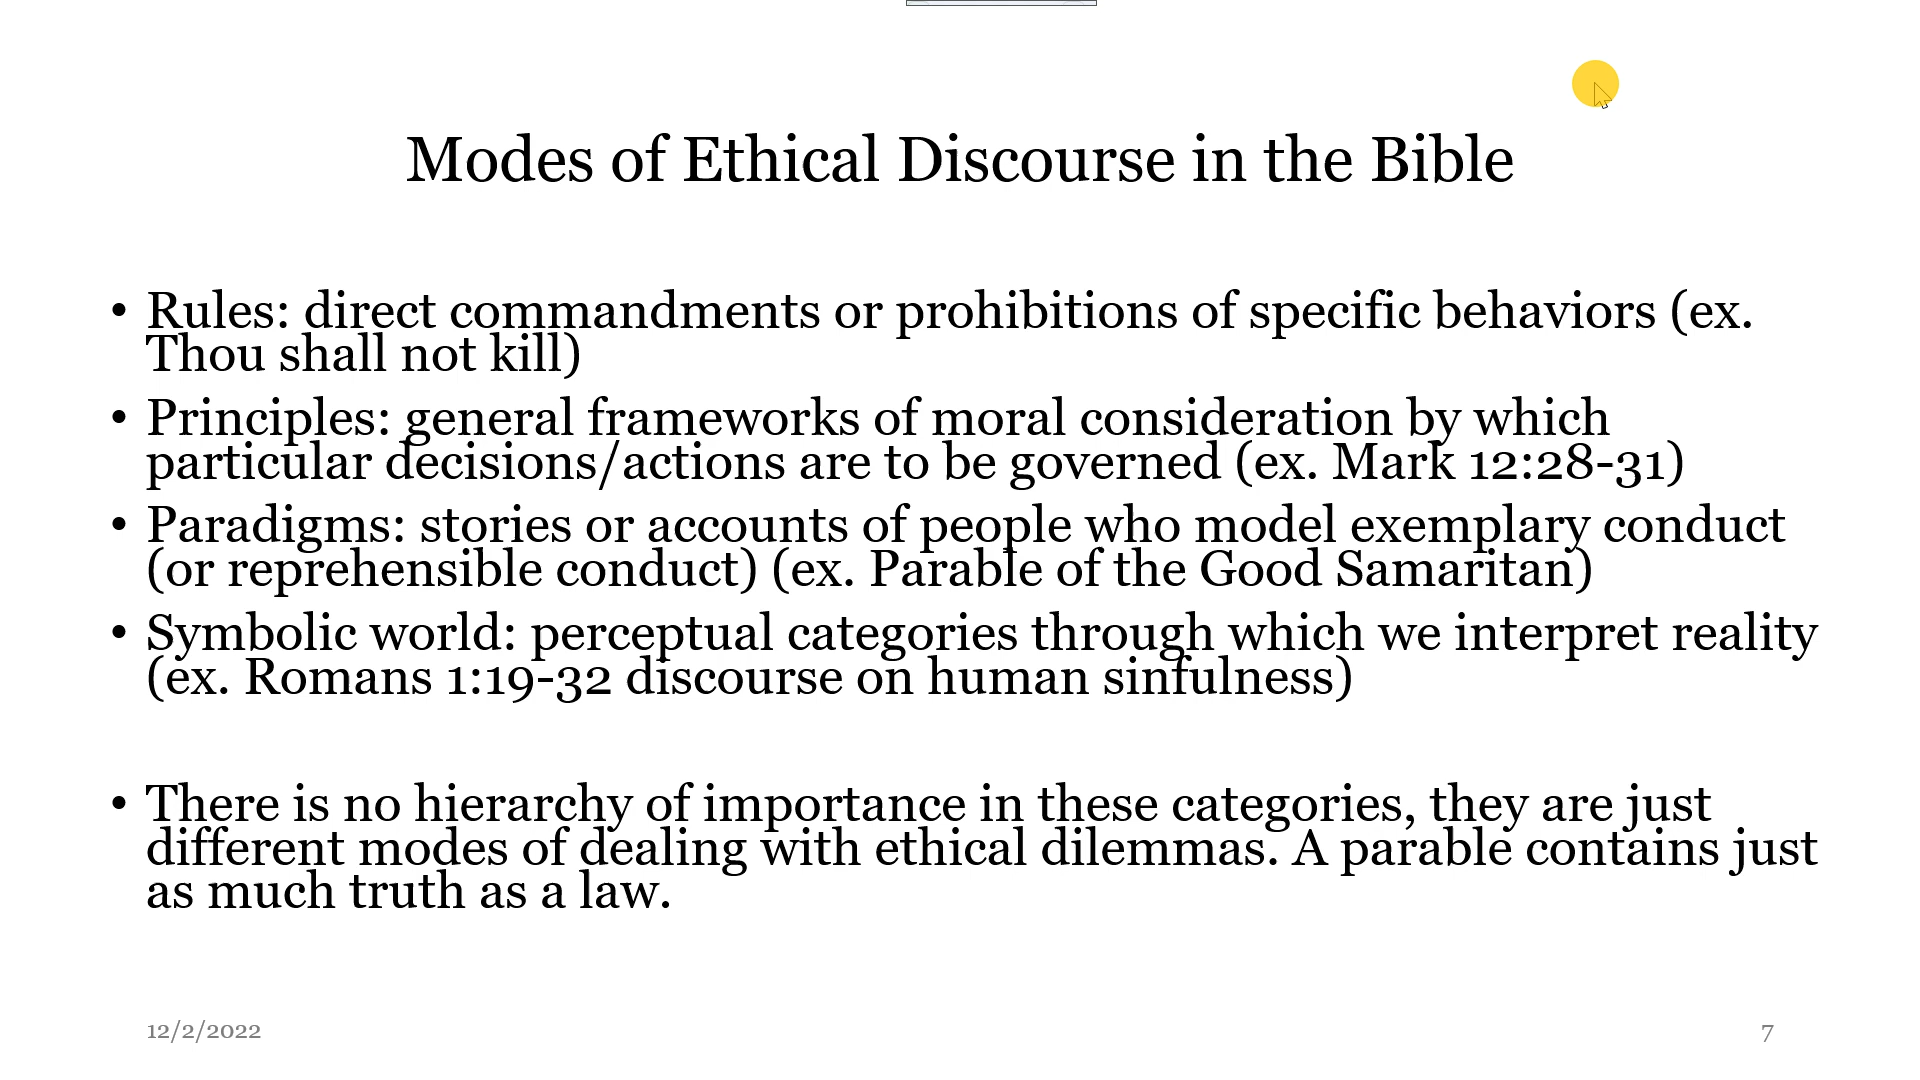 Modes of Ethical Discourse in the Bible
• Rules: direct commandments or prohibitions of specific behaviors (ex.
Thou shall not kill)
• Principles: general frameworks of moral consideration by which
particular decisions/actions are to be governed (ex. Mark 12:28-31)
• Paradigms: stories or accounts of people who model exemplary conduct
(or reprehensible conduct) (ex. Parable of the Good Samaritan)
• Symbolic world: perceptual categories through which we interpret reality
(ex. Romans 1:19-32 discourse on human sinfulness)
• There is no hierarchy of importance in these categories, they are just
different modes of dealing with ethical dilemmas. A parable contains just
as much truth as a law.
12/2/2022
7